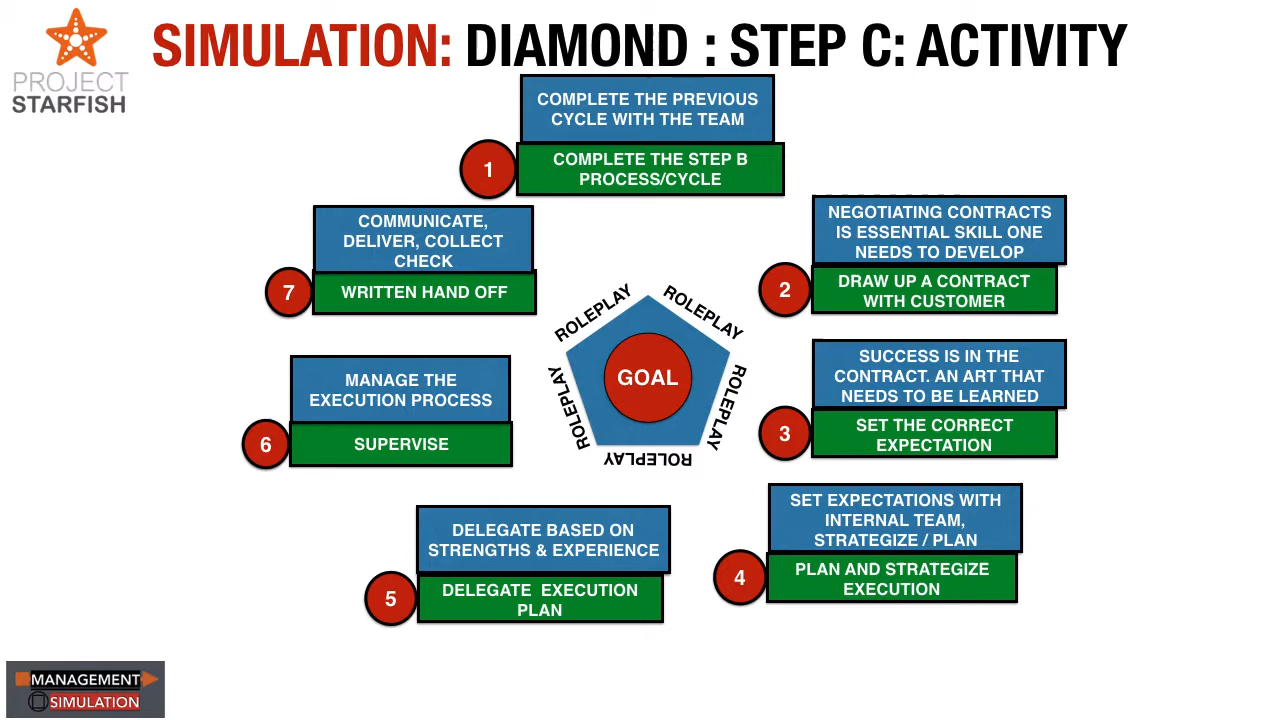 SIMULATION: DIAMOND : STEP C: ACTIVITY
PROJECT
STARFISH
COMPLETE THE PREVIOUS
CYCLE WITH THE TEAM
1
COMPLETE THE STEP B
PROCESS/CYCLE
NEGOTIATING CONTRACTS
IS ESSENTIAL SKILL ONE
NEEDS TO DEVELOP
2
DRAW UP A CONTRACT
WITH CUSTOMER
SUCCESS IS IN THE
CONTRACT. AN ART THAT
NEEDS TO BE LEARNED
3
SET THE CORRECT
EXPECTATION
SET EXPECTATIONS WITH
INTERNAL TEAM,
STRATEGIZE / PLAN
4
PLAN AND STRATEGIZE
EXECUTION
DELEGATE BASED ON
STRENGTHS & EXPERIENCE
5
DELEGATE EXECUTION
PLAN
MANAGE THE
EXECUTION PROCESS
6
SUPERVISE
COMMUNICATE,
DELIVER, COLLECT
CHECK
7
WRITTEN HAND OFF
ROLEPLAY
ROLEPLAY
ROLEPLAY
ROLEPLAY
ROLEPLAY
GOAL
MANAGEMENT
SIMULATION